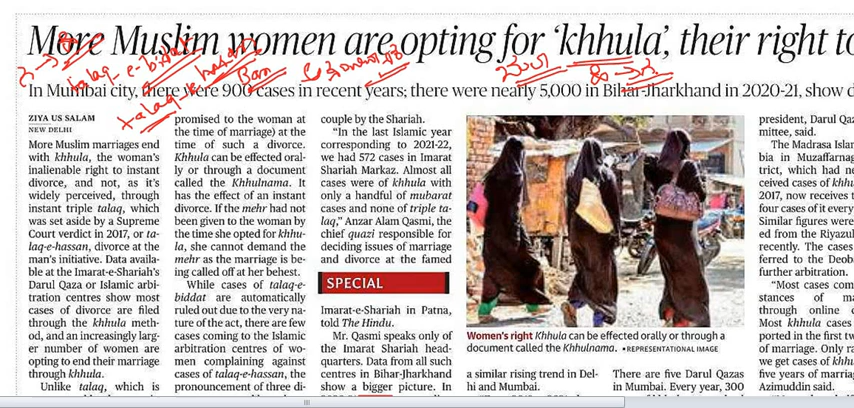 More Muslim women are opting for ‘khhula’, their right to
In Mumbai city, there were 900 cases in recent years; there were nearly 5,000 in Bihar-Jharkhand in 2020-21, show d
talaq-e-biddat
Ban
talaq-e-hasan
ZIYA US SALAM
NEW DELHI
More Muslim marriages end
with khhula, the woman's
inalienable right to instant
divorce, and not, as it's
widely perceived, through
instant triple talaq, which
was set aside by a Supreme
Court verdict in 2017, or ta-
laq-e-hassan, divorce at the
man's initiative. Data availa-
ble at the Imarat-e-Shariah's
Darul Qaza or Islamic arbi-
tration centres show most
cases of divorce are filed
through the khhula meth-
od, and an increasingly larg-
er number of women are
opting to end their marriage
through khhula.
Unlike talaq, which is
promised to the woman at
the time of marriage) at the
time of such a divorce.
Khhula can be effected oral-
ly or through a document
called the Khhulnama. It
has the effect of an instant
divorce. If the mehr had not
been given to the woman by
the time she opted for khhu-
la, she cannot demand the
mehr as the marriage is be-
ing called off at her behest.
While cases of talaq-e-
biddat are automatically
ruled out due to the very na-
ture of the act, there are few
cases coming to the Islamic
arbitration centres of wo-
men complaining against
cases of talaq-e-hassan, the
pronouncement of three di-
couple by the Shariah.
“In the last Islamic year
corresponding to 2021-22,
we had 572 cases in Imarat
Shariah Markaz. Almost all
cases were of khhula with
only a handful of mubarat
cases and none of triple ta-
laq,” Anzar Alam Qasmi, the
chief quazi responsible for
deciding issues of marriage
and divorce at the famed
SPECIAL
Imarat-e-Shariah in Patna,
told The Hindu.
Mr. Qasmi speaks only of
the Imarat Shariah head-
quarters. Data from all such
centres in Bihar-Jharkhand
show a bigger picture. In
Women's right Khhula can be effected orally or through a
document called the Khhulnama. • REPRESENTATIONAL IMAGE
a similar rising trend in Del-
hi and Mumbai.
There are five Darul Qazas
in Mumbai. Every year, 300
president, Darul Qaza
mittee, said.
The Madrasa Islam
bia in Muzaffarnag
trict, which had ne
ceived cases of khhu
2017, now receives t
four cases of it every
Similar figures were
ed from the Riyazul
recently. The cases
ferred to the Deob
further arbitration.
“Most cases com
stances of ma
through online c
Most khhula cases
ported in the first tw
of marriage. Only ra
we get cases of khhu
five years of marria
Azimuddin said.